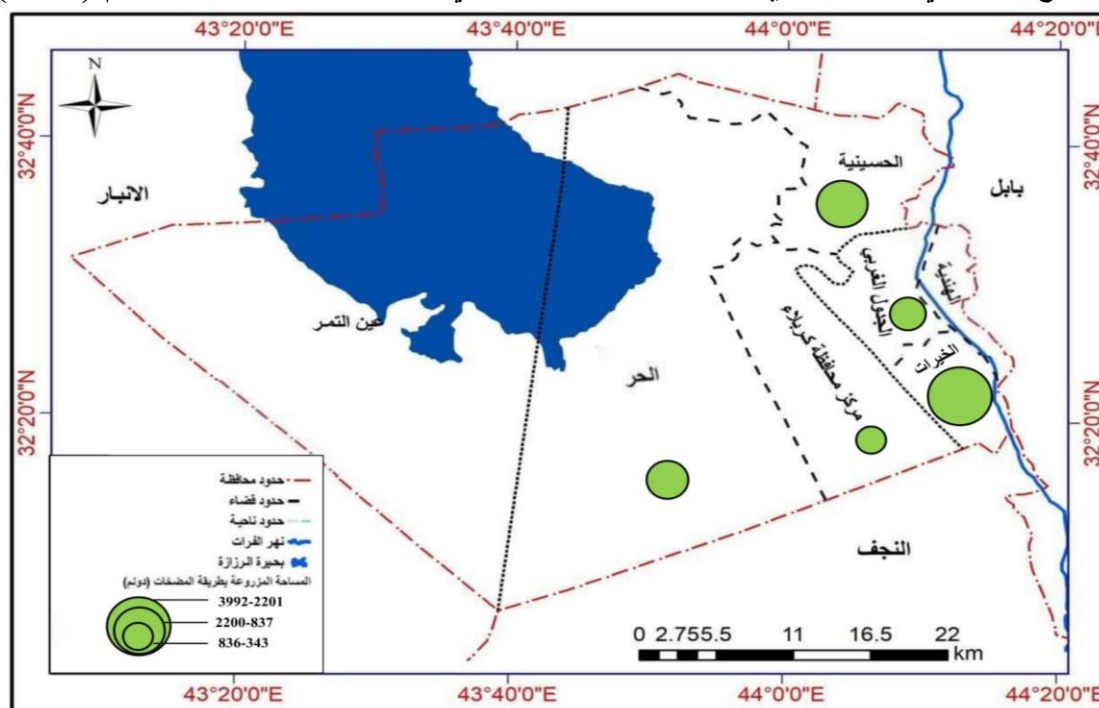 43°20'0"E 43°40'0"E 44°0'0"E 44°20'0"E
N
32°40'0"N 32°40'0"N
الحسينية
بابل
الانبار
الهندية
الجدول الغربي
عين التمر
الخيرات
الحر
مركز محافظة كربلاء
32°20'0"N 32°20'0"N
النجف
حدود محافظة
حدود قضاء
حدود ناحية
نهر الفرات
بحيرة الرزازة
المساحة المزروعة بطريقة المضخات (دونم)
3992-2201
2200-837
836-343
0 2.75 5.5 11 16.5 22
km
43°20'0"E 43°40'0"E 44°0'0"E 44°20'0"E